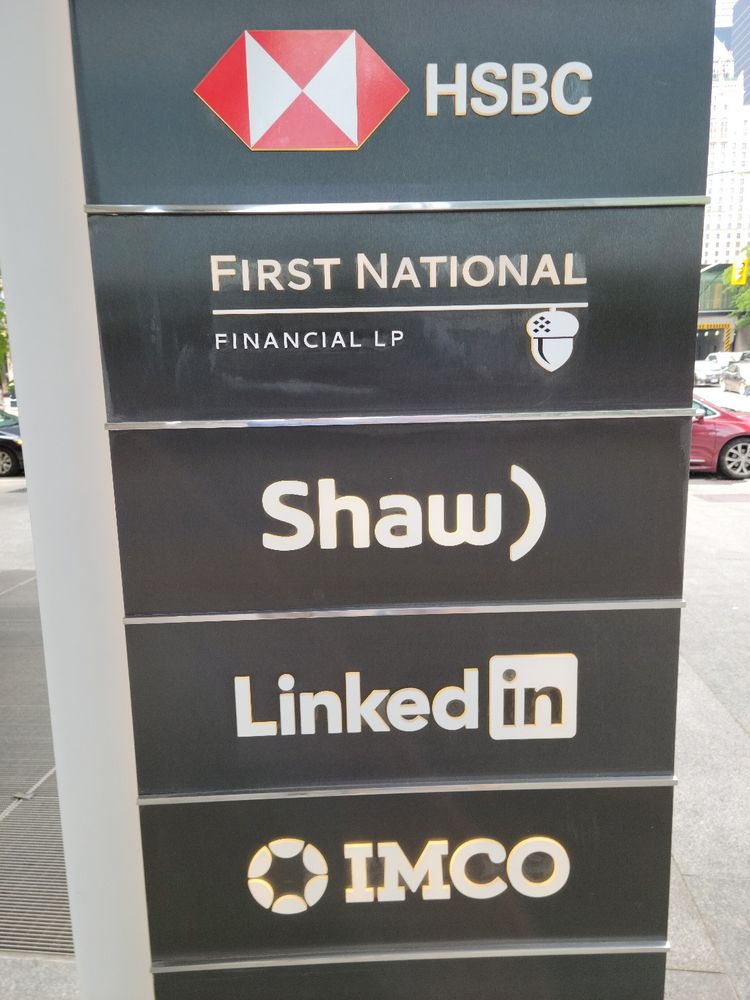 HSBC
FIRST NATIONAL
FINANCIAL LP
Shaw)
Linked in
IMCO